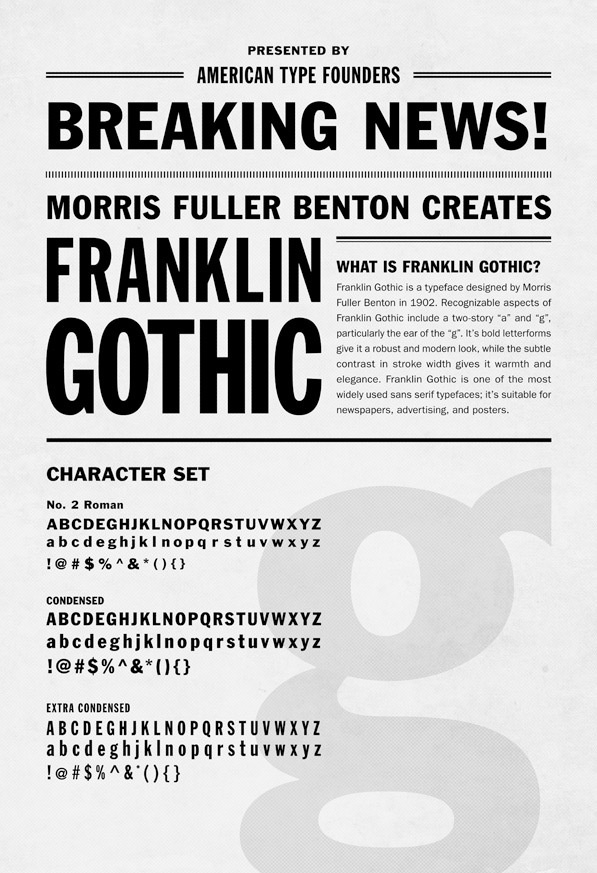 PRESENTED BY
AMERICAN TYPE FOUNDERS
BREAKING NEWS!
MORRIS FULLER BENTON CREATES
FRANKLIN
GOTHIC
WHAT IS FRANKLIN GOTHIC?
Franklin Gothic is a typeface designed by Morris
Fuller Benton in 1902. Recognizable aspects of
Franklin Gothic include a two-story “a” and “g”,
particularly the ear of the “g”. It’s bold letterforms
give it a robust and modern look, while the subtle
contrast in stroke width gives it warmth and
elegance. Franklin Gothic is one of the most
widely used sans serif typefaces; it’s suitable for
newspapers, advertising, and posters.
CHARACTER SET
No. 2 Roman
ABCDEGHJKLNOPQRSTUVWXYZ
abcdeghjklnopqrstuvwxyz
!@#$%^&*(){}
CONDENSED
ABCDEGHJKLNOPQRSTUVWXYZ
abcdeghjklnopqrstuvwxyz
!@#$%^&*(){}
EXTRA CONDENSED
ABCDEGHJKLNOPQRSTUVWXYZ
abcdeghjklnopqrstuvwxyz
!@#$%^&*(){}
g